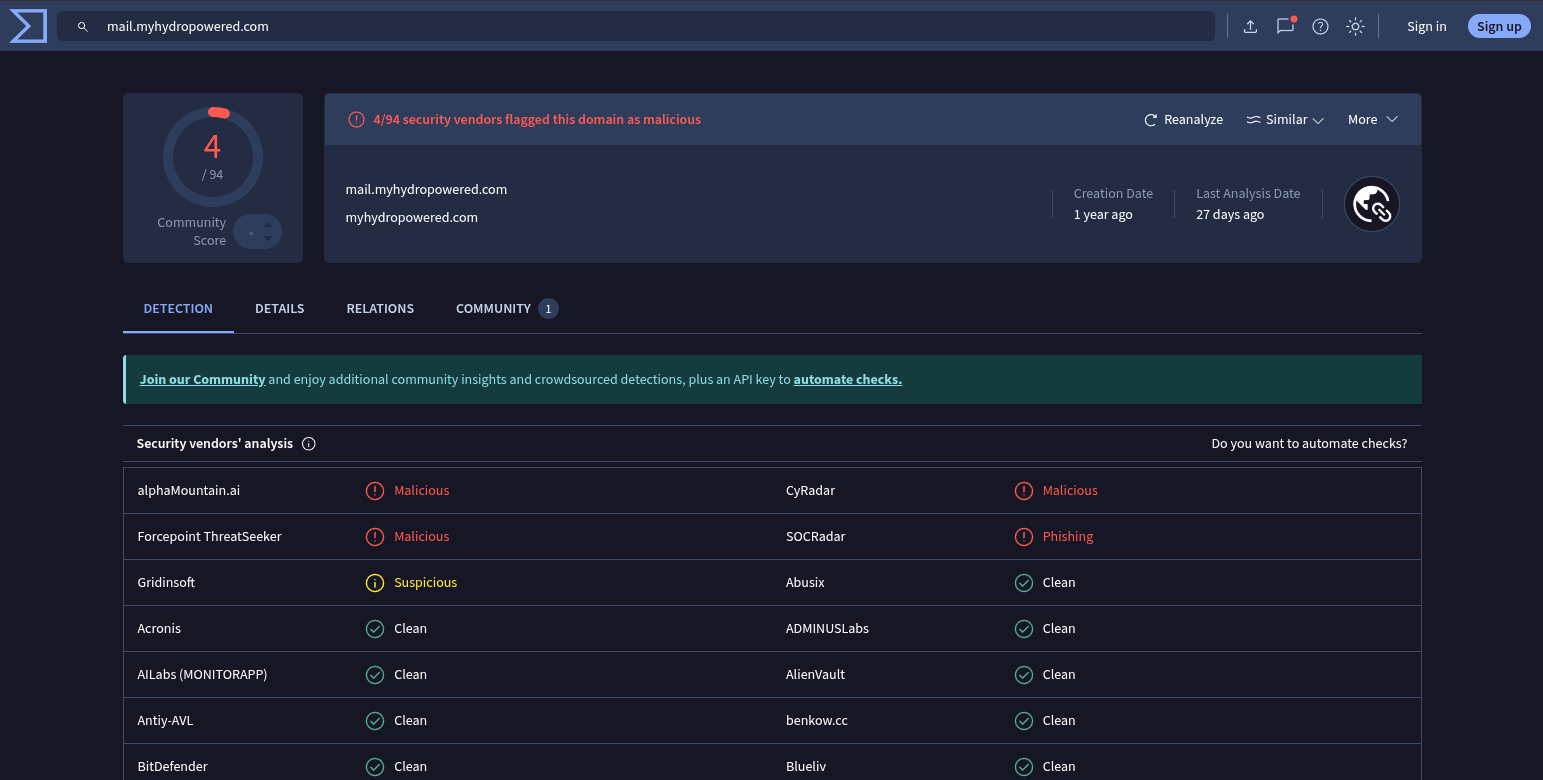 mail.myhydropowered.com
Sign in
Sign up
4
/ 94
Community
Score
4/94 security vendors flagged this domain as malicious
Reanalyze
Similar
More
mail.myhydropowered.com
myhydropowered.com
Creation Date
1 year ago
Last Analysis Date
27 days ago
DETECTION DETAILS RELATIONS COMMUNITY 1
Join our Community and enjoy additional community insights and crowdsourced detections, plus an API key to automate checks.
Security vendors' analysis
Do you want to automate checks?
alphaMountain.ai Malicious CyRadar Malicious
Forcepoint ThreatSeeker Malicious SOCRadar Phishing
Gridinsoft Suspicious Abusix Clean
Acronis Clean ADMINUSLabs Clean
AILabs (MONITORAPP) Clean AlienVault Clean
Antiy-AVL Clean benkow.cc Clean
BitDefender Clean Blueliv Clean